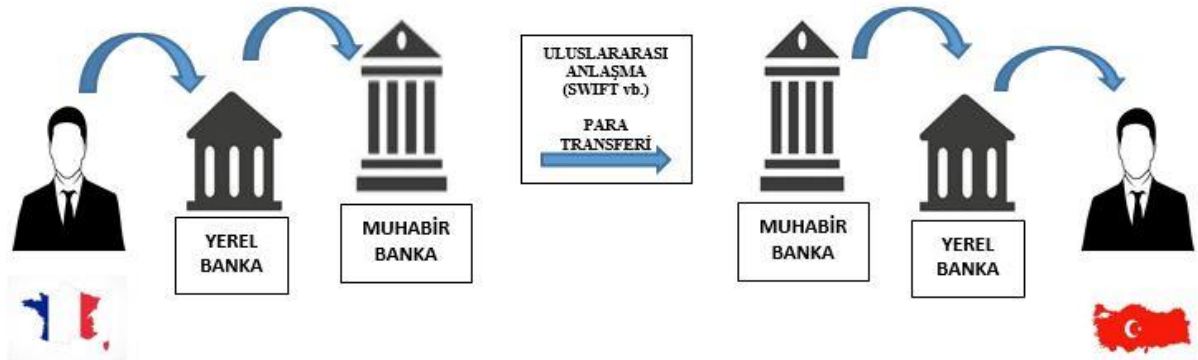 YEREL
BANKA
MUHABİR
BANKA
ULUSLARARASI
ANLAŞMA
(SWIFT vb.)
PARA
TRANSFERİ
MUHABİR
BANKA
YEREL
BANKA